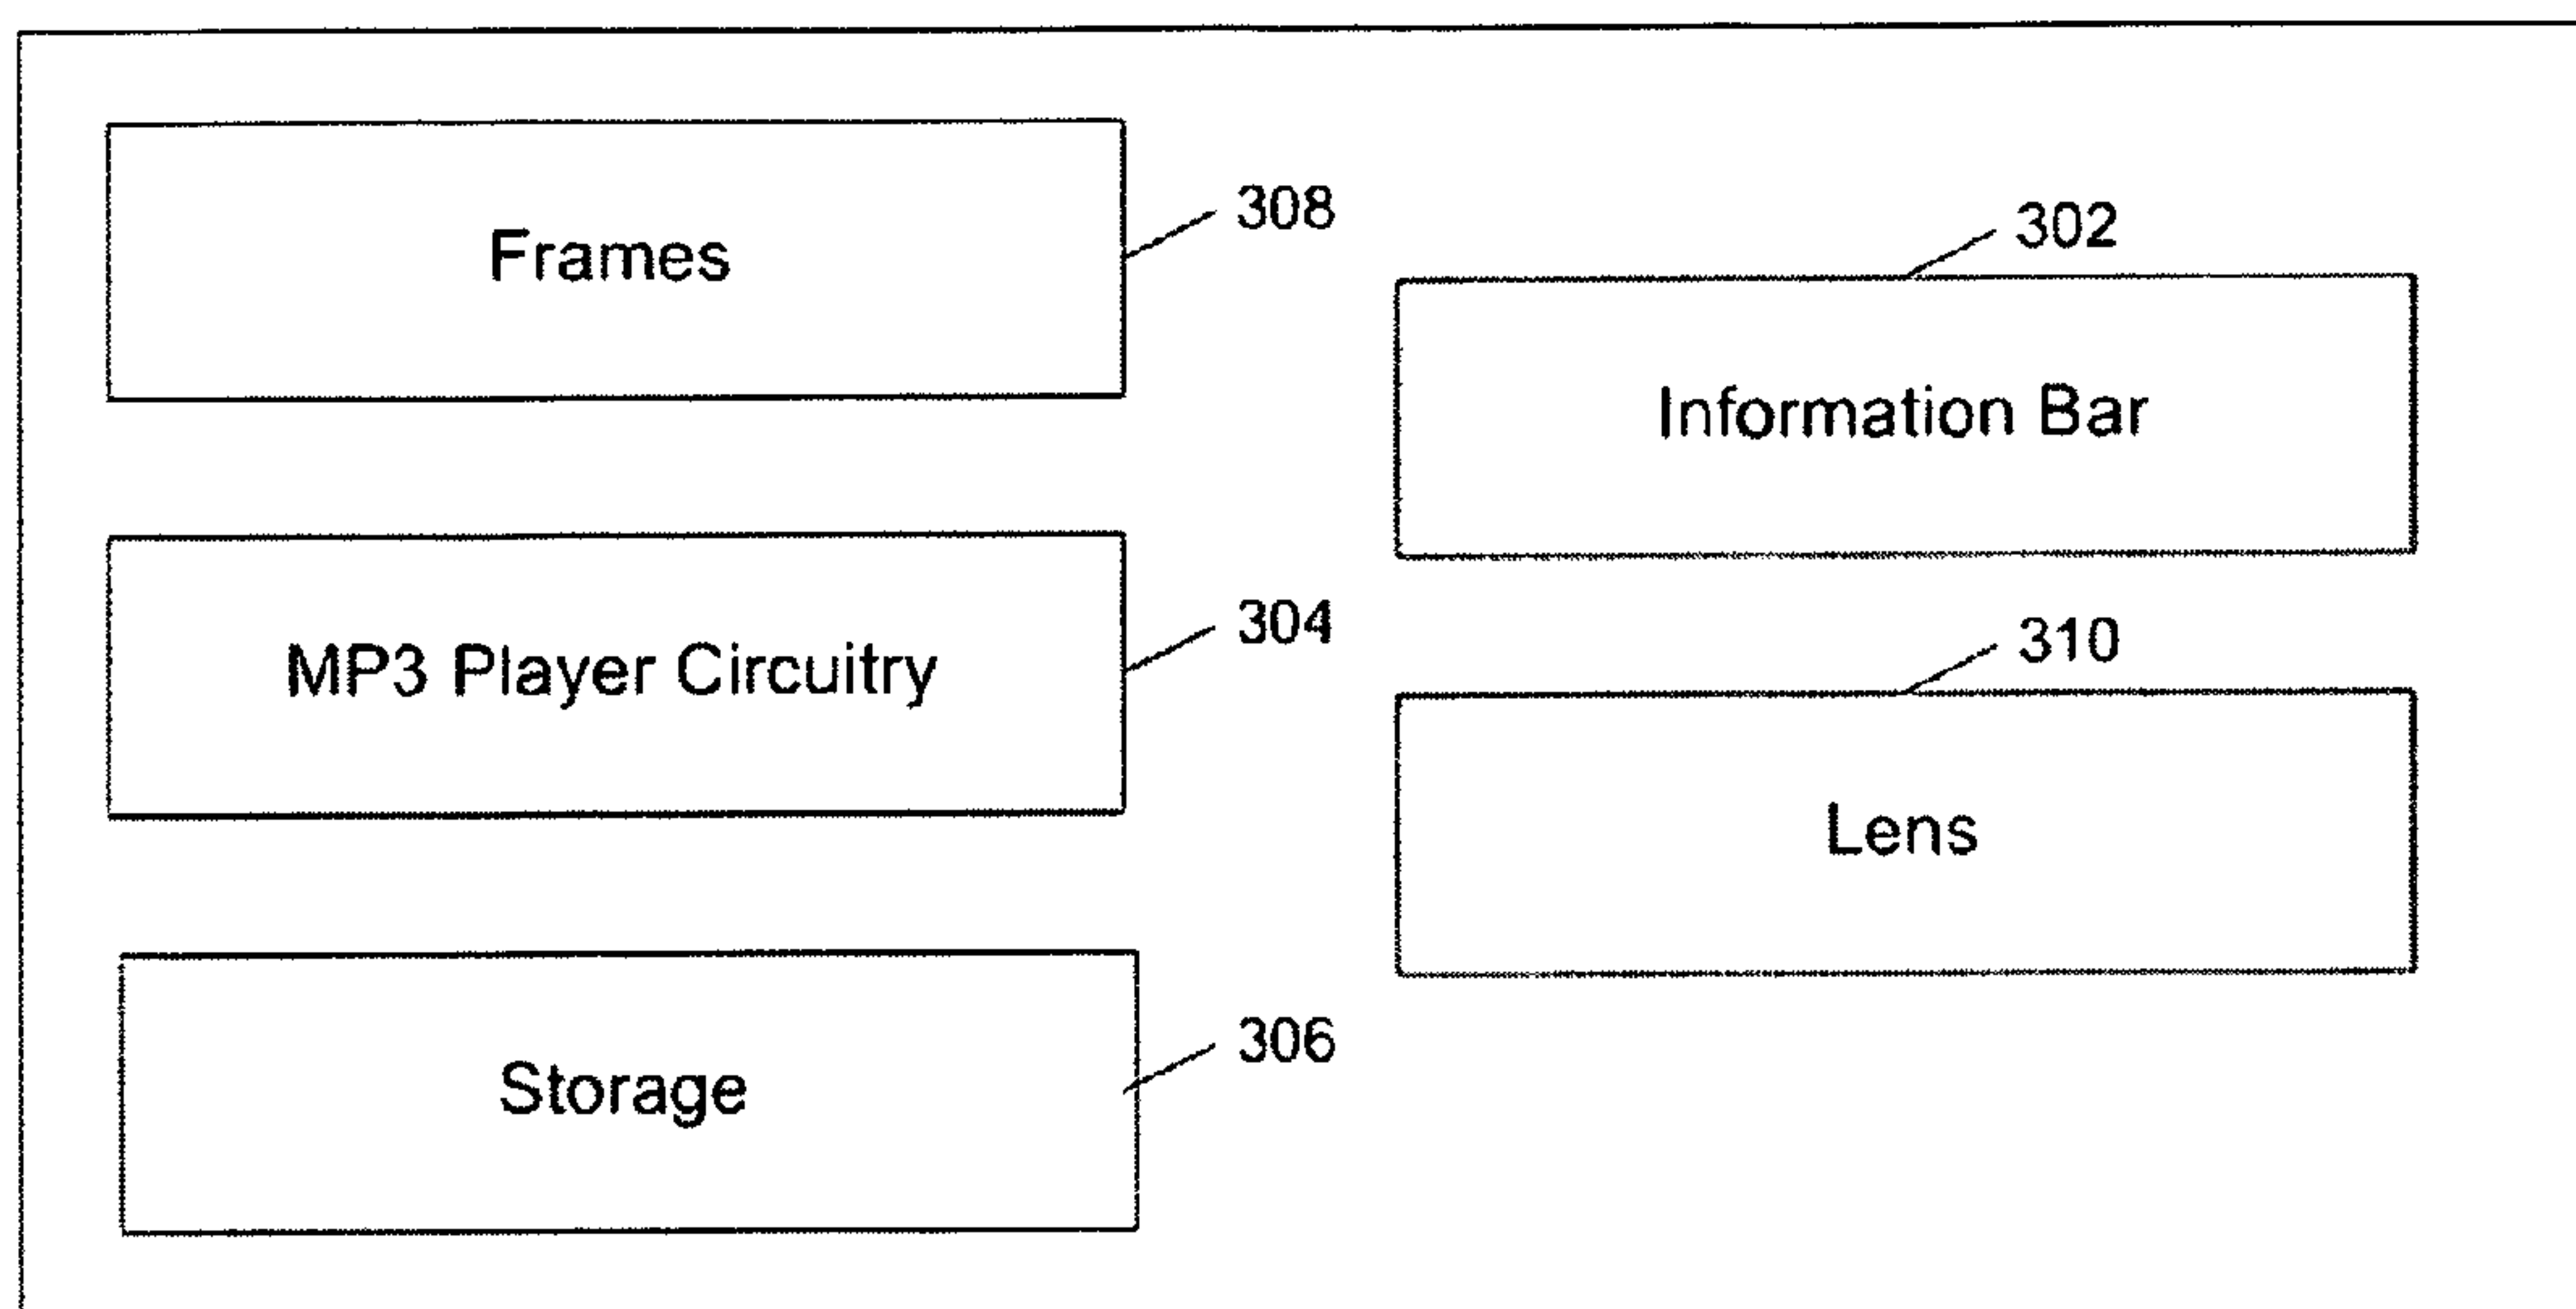 308
Frames
302
Information Bar
304
MP3 Player Circuitry
310
Lens
306
Storage